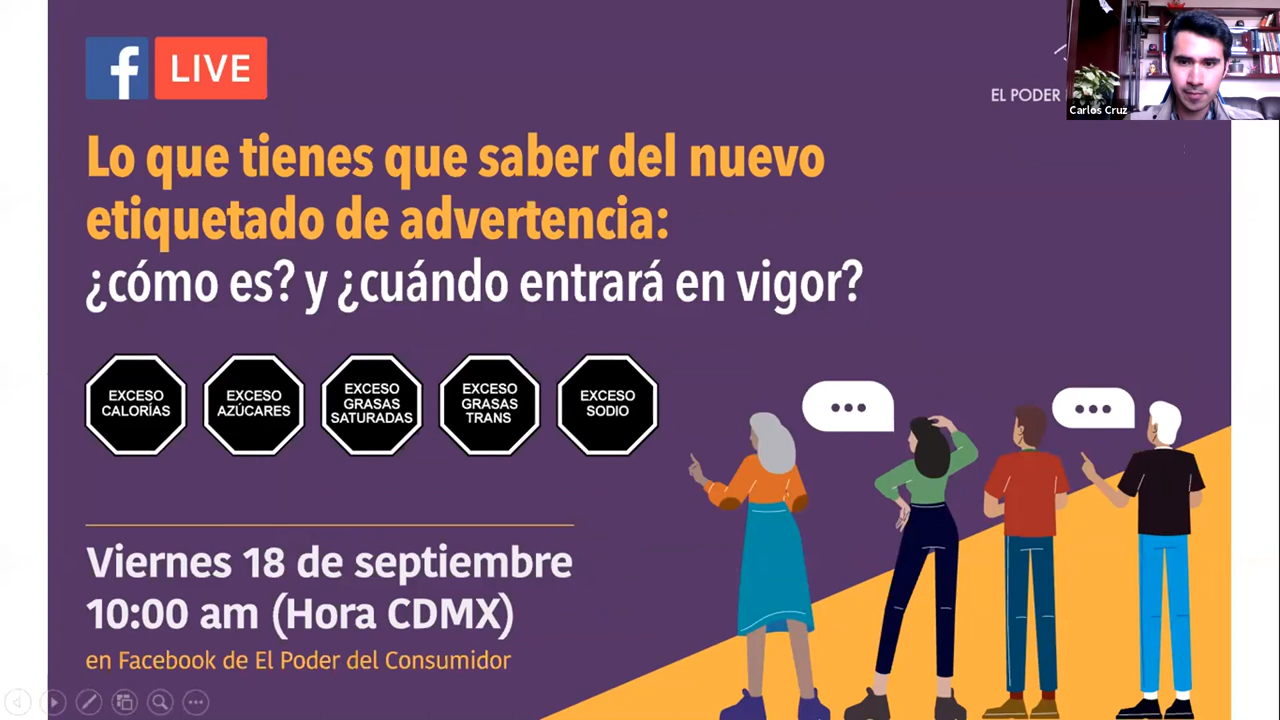 f LIVE
EL PODER
Carlos Cruz
Lo que tienes que saber del nuevo
etiquetado de advertencia:
¿cómo es? y ¿cuándo entrará en vigor?
EXCESO
CALORÍAS
EXCESO
AZÚCARES
EXCESO
GRASAS
SATURADAS
EXCESO
GRASAS
TRANS
EXCESO
SODIO
Viernes 18 de septiembre
10:00 am (Hora CDMX)
en Facebook de El Poder del Consumidor